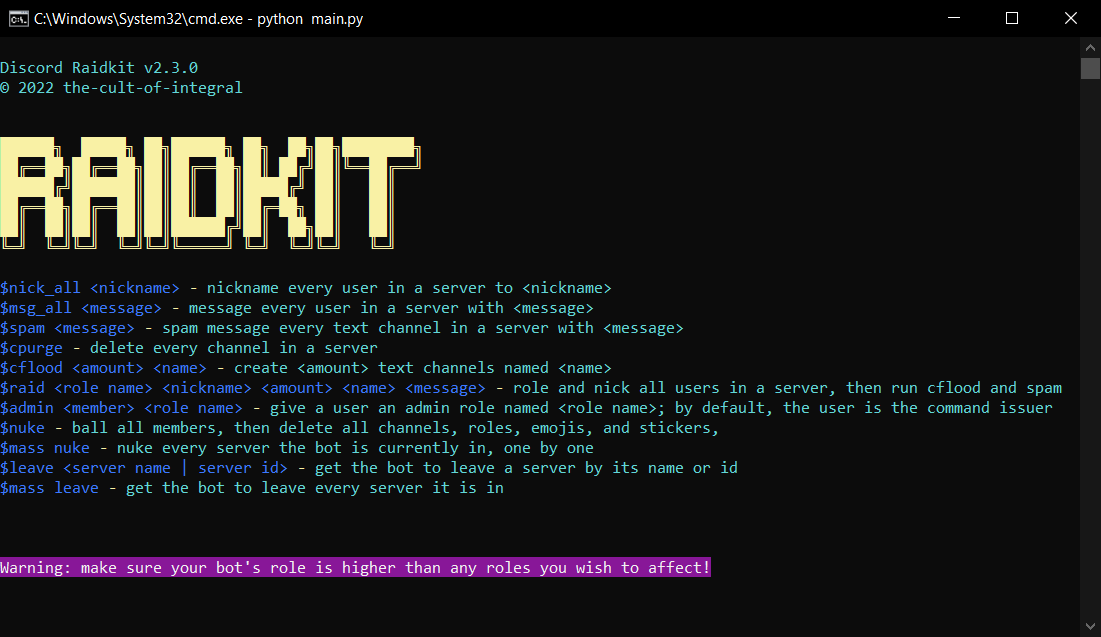 C:\Windows\System32\cmd.exe - python  main.py
Discord Raidkit v2.3.0
© 2022 the-cult-of-integral
RAIDKIT
$nick_all <nickname> - nickname every user in a server to <nickname>
$msg_all <message> - message every user in a server with <message>
$spam <message> - spam message every text channel in a server with <message>
$cpurge - delete every channel in a server
$cflood <amount> <name> - create <amount> text channels named <name>
$raid <role name> <nickname> <amount> <name> <message> - role and nick all users in a server, then run cflood and spam
$admin <member> <role name> - give a user an admin role named <role name>; by default, the user is the command issuer
$nuke - ball all members, then delete all channels, roles, emojis, and stickers,
$mass nuke - nuke every server the bot is currently in, one by one
$leave <server name | server id> - get the bot to leave a server by its name or id
$mass leave - get the bot to leave every server it is in
Warning: make sure your bot's role is higher than any roles you wish to affect!